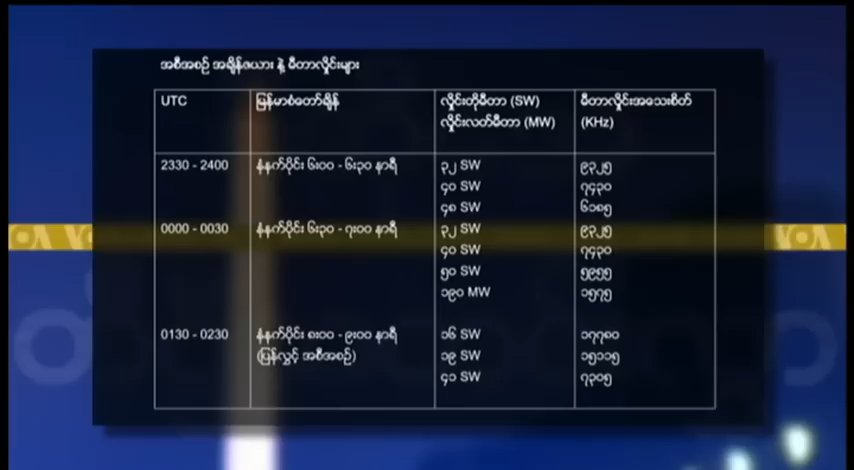 အစီအစဉ် အချိန်ဇယား နဲ့ မီတာလှိုင်းများ
UTC မြန်မာစံတော်ချိန် လှိုင်းတိုမီတာ (SW) မီတာလှိုင်းအသေးစိတ်
လှိုင်းလတ်မီတာ (MW) (KHz)
2330 - 2400 နံနက်ပိုင်း ၆း၀၀ - ၆း၃၀ နာရီ ၃၂ SW ၉၃၂၅
၄၀ SW ၇၄၃၀
၄၈ SW ၆၁၈၅
0000 - 0030 နံနက်ပိုင်း ၆း၃၀ - ၇း၀၀ နာရီ ၃၂ SW ၉၃၂၅
၄၀ SW ၇၄၃၀
၅၀ SW ၅၉၅၅
၁၉၀ MW ၁၅၇၅
0130 - 0230 နံနက်ပိုင်း ၈း၀၀ - ၉း၀၀ နာရီ ၁၆ SW ၁၇၇၈၀
(ပြန်လွှင့် အစီအစဉ်) ၁၉ SW ၁၅၁၁၅
၄၁ SW ၇၃၀၅